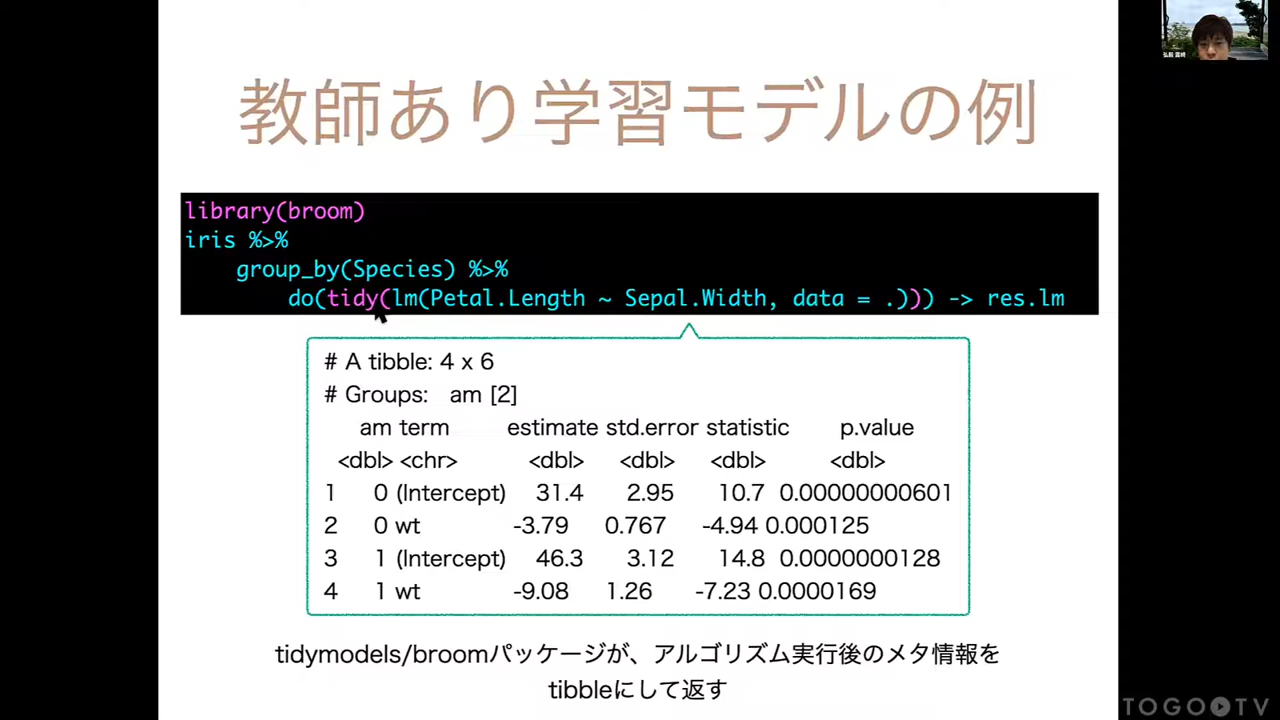 教師あり学習モデルの例
library(broom)
iris %>%
group_by(Species) %>%
do(tidy(lm(Petal.Length ~ Sepal.Width, data = .))) -> res.lm
# A tibble: 4 x 6
# Groups: am [2]
am term estimate std.error statistic p.value
<dbl> <chr> <dbl> <dbl> <dbl> <dbl>
1 0 (Intercept) 31.4 2.95 10.7 0.00000000601
2 0 wt -3.79 0.767 -4.94 0.000125
3 1 (Intercept) 46.3 3.12 14.8 0.0000000128
4 1 wt -9.08 1.26 -7.23 0.0000169
tidymodels/broomパッケージが、アルゴリズム実行後のメタ情報を
tibbleにして返す
TOGO TV